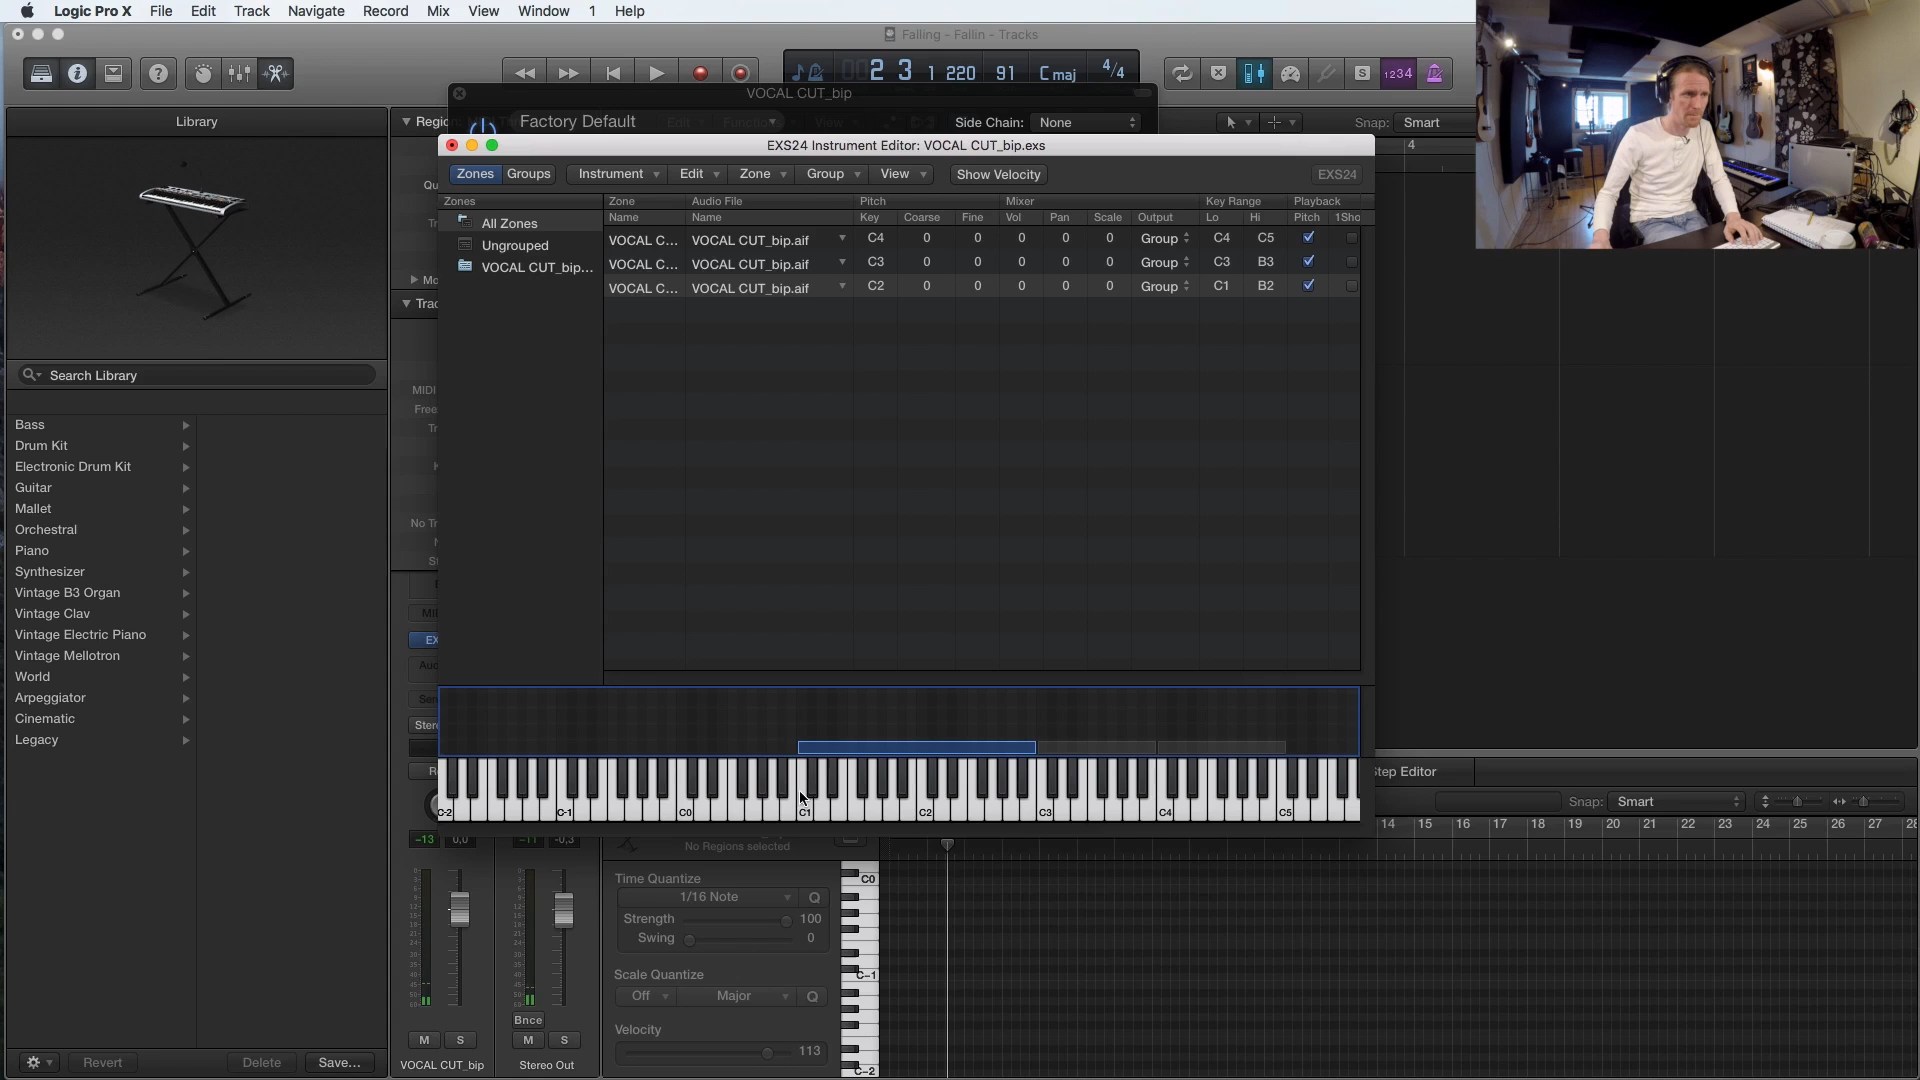 Logic Pro X File Edit Track Navigate Record Mix View Window 1 Help
Falling - Fallin - Tracks
2 3 1 220 91 C maj 4/4
S 1234
Library
VOCAL CUT_bip
Factory Default
Side Chain: None
Snap: Smart
EXS24 Instrument Editor: VOCAL CUT_bip.exs
4
Zones Groups Instrument Edit Zone Group View Show Velocity EXS24
Zones Zone Audio File Pitch Mixer Key Range Playback
Name Name Key Coarse Fine Vol Pan Scale Output Lo Hi Pitch 1Sho
All Zones
Ungrouped
VOCAL CUT_bip...
VOCAL C... VOCAL CUT_bip.aif C4 0 0 0 0 0 Group C4 C5
VOCAL C... VOCAL CUT_bip.aif C3 0 0 0 0 0 Group C3 B3
VOCAL C... VOCAL CUT_bip.aif C2 0 0 0 0 0 Group C1 B2
Search Library
Bass
Drum Kit
Electronic Drum Kit
Guitar
Mallet
Orchestral
Piano
Synthesizer
Vintage B3 Organ
Vintage Clav
Vintage Electric Piano
Vintage Mellotron
World
Arpeggiator
Cinematic
Legacy
C-2 C-1 C0 C1 C2 C3 C4 C5
Step Editor
Snap: Smart
14 15 16 17 18 19 20 21 22 23 24 25 26 27 28
-13 0,0 -11 -0,3
No Regions selected
Time Quantize
1/16 Note Q
Strength 100
Swing 0
Scale Quantize
Off Major Q
Velocity
113
C0
C-1
C-2
Bnce
M S M S
VOCAL CUT_bip Stereo Out
Revert Delete Save...